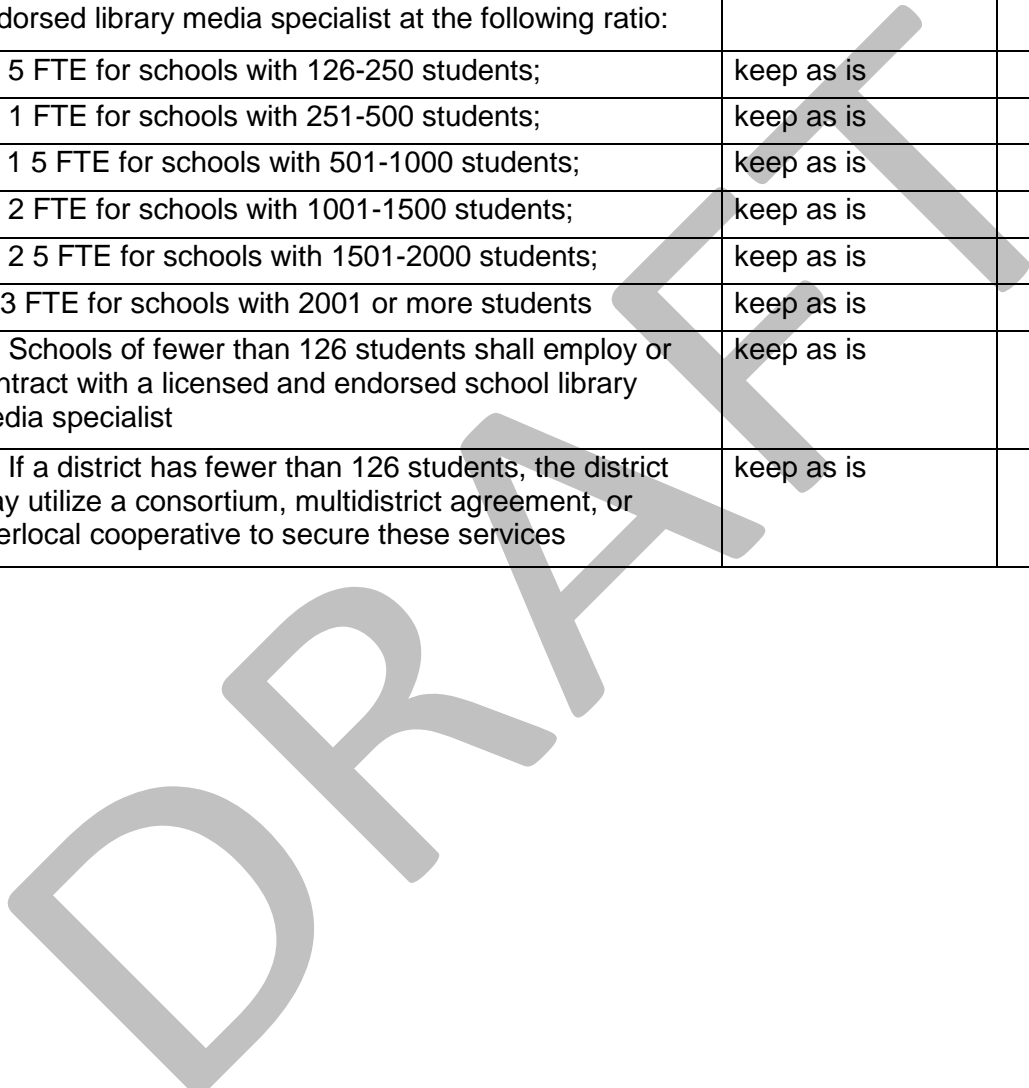 dorsed library media specialist at the following ratio:
5 FTE for schools with 126-250 students; keep as is
1 FTE for schools with 251-500 students; keep as is
1 5 FTE for schools with 501-1000 students; keep as is
2 FTE for schools with 1001-1500 students; keep as is
2 5 FTE for schools with 1501-2000 students; keep as is
3 FTE for schools with 2001 or more students keep as is
Schools of fewer than 126 students shall employ or keep as is
ntract with a licensed and endorsed school library
edia specialist
If a district has fewer than 126 students, the district keep as is
ay utilize a consortium, multidistrict agreement, or
erlocal cooperative to secure these services
DRAFT